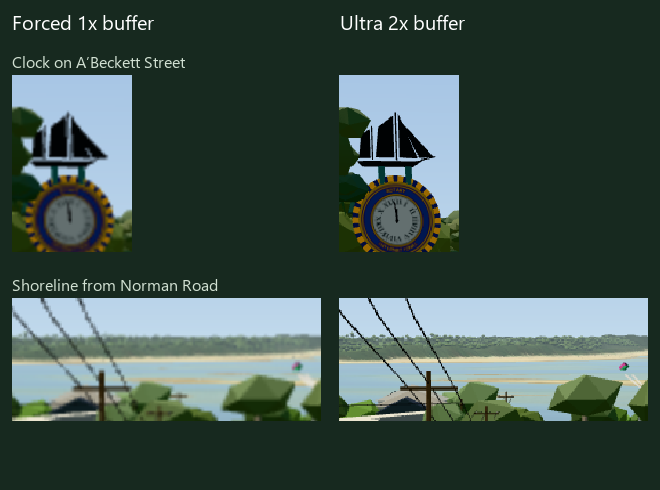 Forced 1x buffer
Ultra 2x buffer
Clock on A'Beckett Street
Shoreline from Norman Road